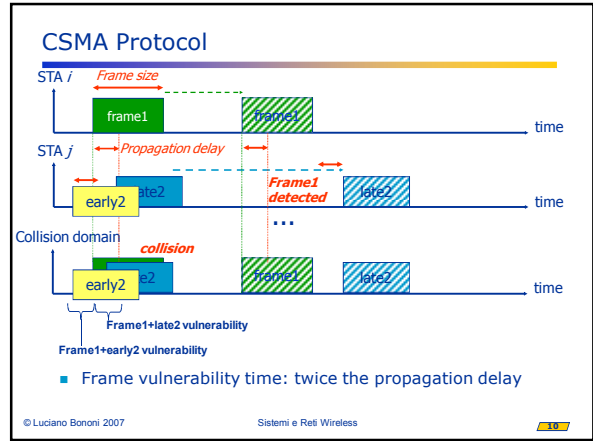 CSMA Protocol
STA i
Frame size
frame1
frame1
time
STA j
Propagation delay
early2
late2
Frame1
detected
late2
time
...
Collision domain
collision
early2
frame1
late2
time
Frame1+late2 vulnerability
Frame1+early2 vulnerability
Frame vulnerability time: twice the propagation delay
© Luciano Bononi 2007
Sistemi e Reti Wireless
10